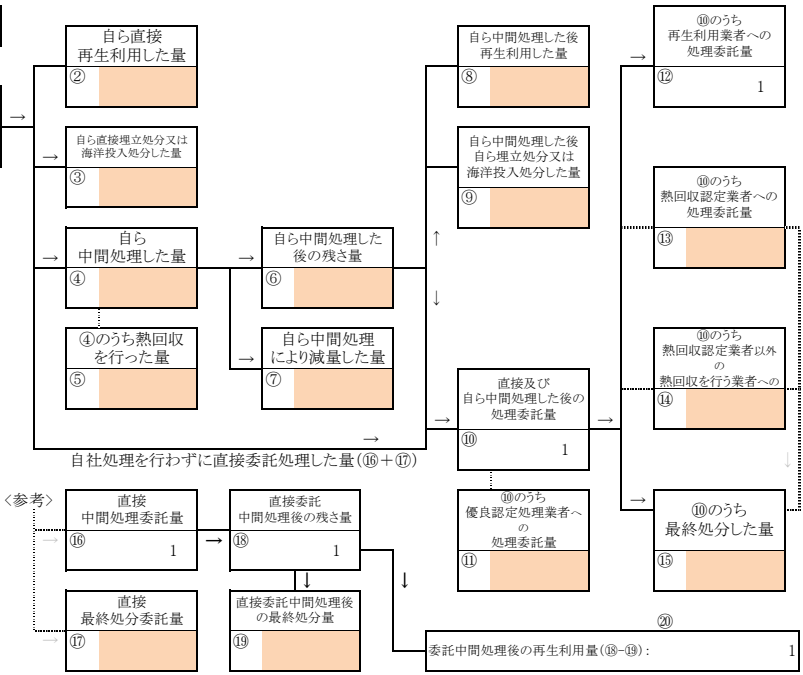 自ら直接
再生利用した量
②
自ら直接埋立処分又は
海洋投入処分した量
③
自ら
中間処理した量
④
④のうち熱回収
を行った量
⑤
自ら中間処理した
後の残さ量
⑥
自ら中間処理
により減量した量
⑦
自ら中間処理した後
再生利用した量
⑧
自ら中間処理した後
自ら埋立処分又は
海洋投入処分した量
⑨
直接及び
自ら中間処理した後の
処理委託量
⑩
1
⑩のうち
優良認定処理業者へ
の
処理委託量
⑪
⑩のうち
再生利用業者への
処理委託量
⑫
1
⑩のうち
熱回収認定業者への
処理委託量
⑬
⑩のうち
熱回収認定業者以外
の
熱回収を行う業者への
⑭
⑩のうち
最終処分した量
⑮
自社処理を行わずに直接委託処理した量(⑯+⑰)
<参考>
直接
中間処理委託量
⑯
1
直接
最終処分委託量
⑰
直接委託
中間処理後の残さ量
⑱
1
直接委託中間処理後
の最終処分量
⑲
⑳
委託中間処理後の再生利用量(⑱-⑲):
1